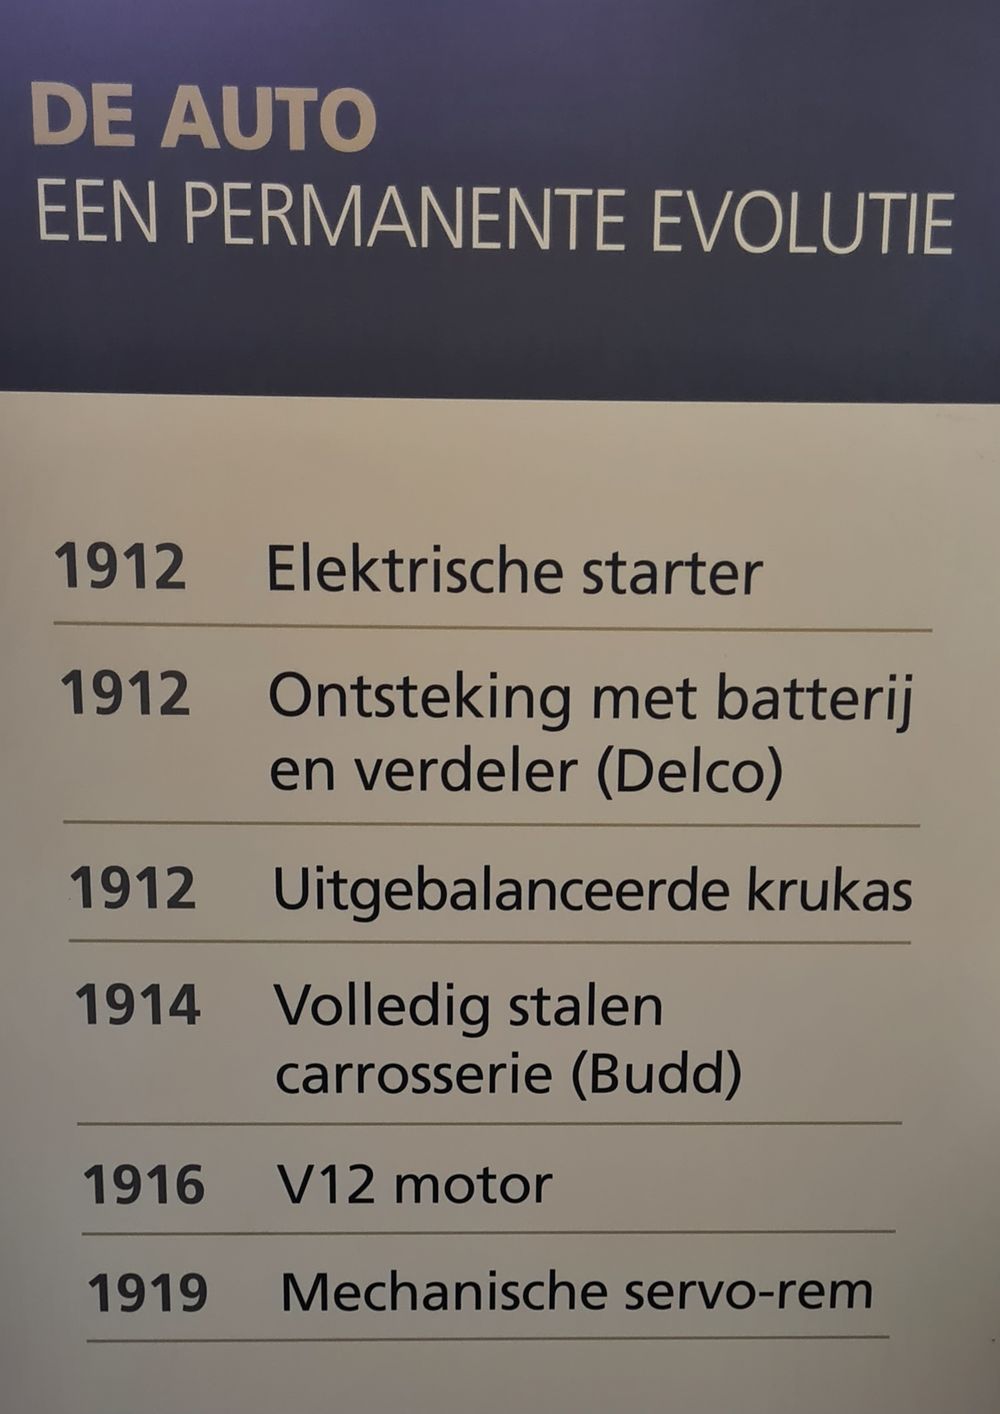 DE AUTO
EEN PERMANENTE EVOLUTIE
1912 Elektrische starter
1912 Ontsteking met batterij
en verdeler (Delco)
1912 Uitgebalanceerde krukas
1914 Volledig stalen
carrosserie (Budd)
1916 V12 motor
1919 Mechanische servo-rem